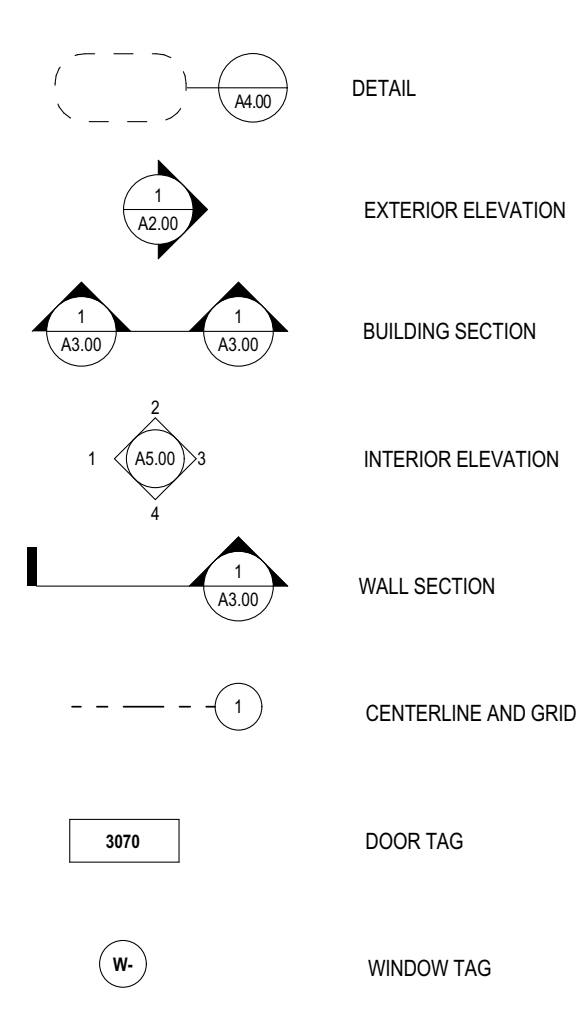 A4.00
DETAIL
1
A2.00
EXTERIOR ELEVATION
1 1
A3.00 A3.00
BUILDING SECTION
2
1 A5.00 3
4
INTERIOR ELEVATION
1
A3.00
WALL SECTION
1
CENTERLINE AND GRID
3070
DOOR TAG
W-
WINDOW TAG